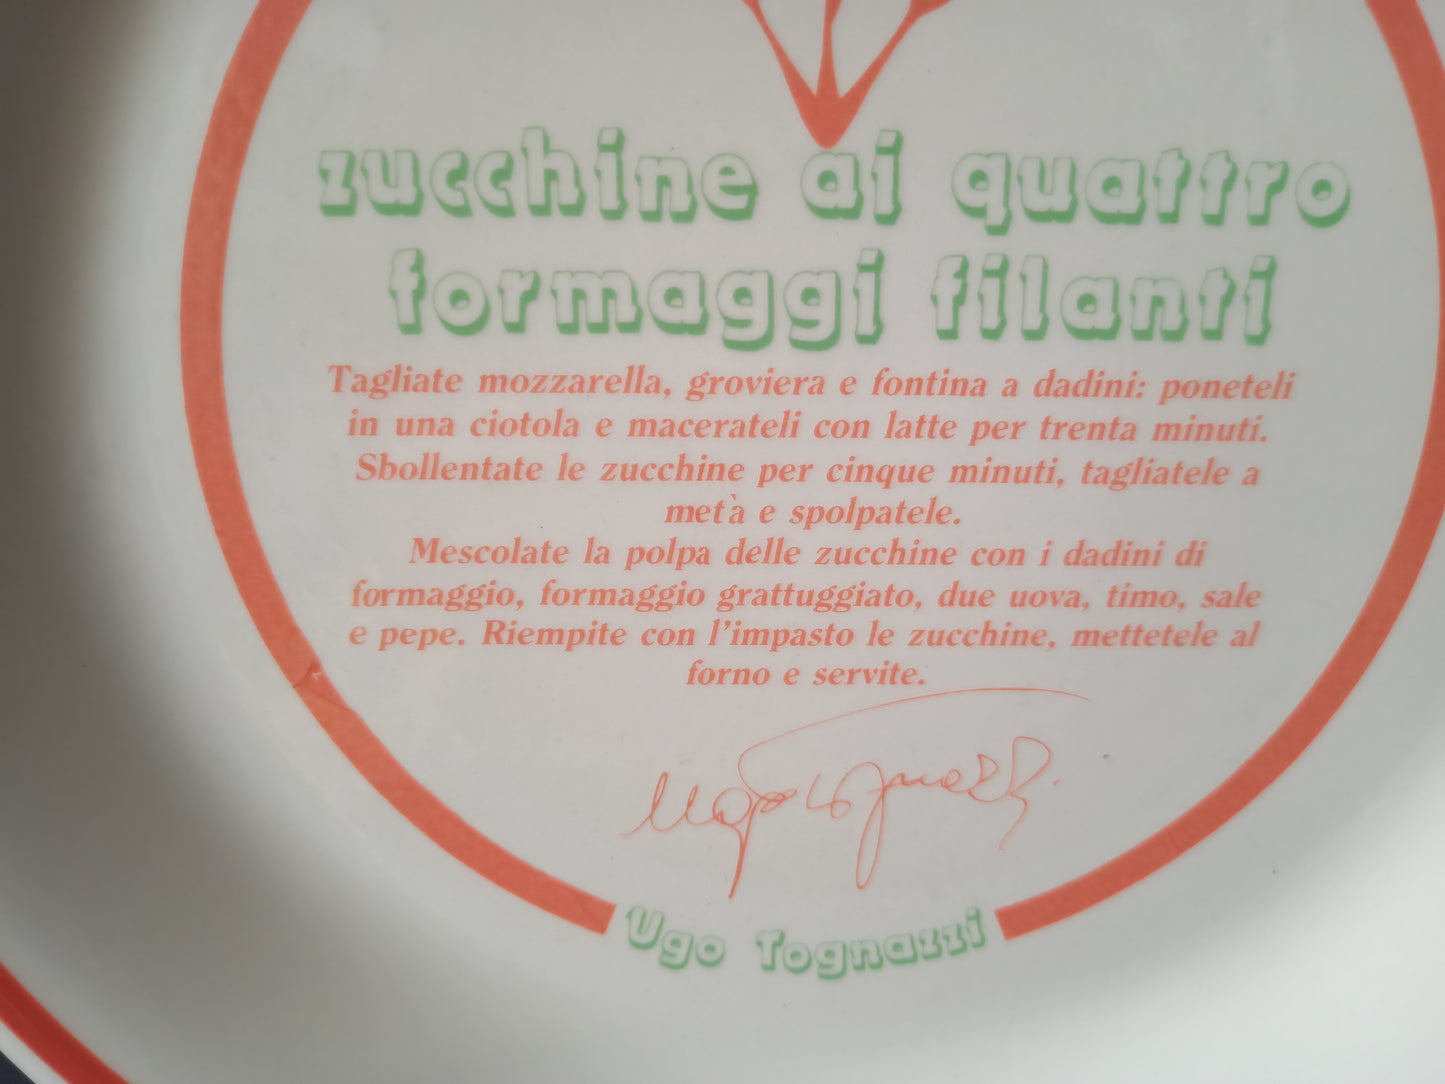 zucchine ai quattro
formaggi filanti
Tagliate mozzarella, groviera e fontina a dadini: poneteli
in una ciotola e macerateli con latte per trenta minuti.
Sbollentate le zucchine per cinque minuti, tagliatele a
metà e spolpatele.
Mescolate la polpa delle zucchine con i dadini di
formaggio, formaggio grattuggiato, due uova, timo, sale
e pepe. Riempite con l'impasto le zucchine, mettetele al
forno e servite.
Ugo Tognazzi
Ugo Tognazzi